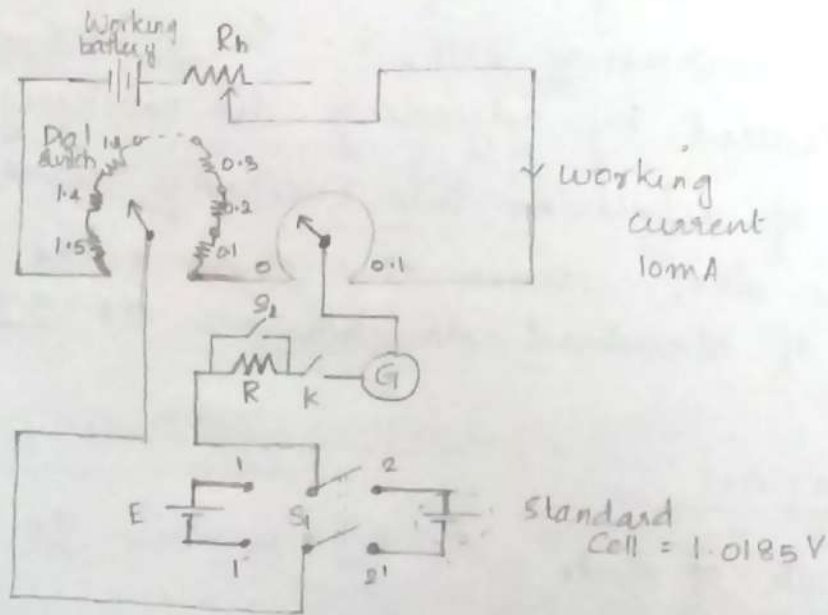 Working
battery
Rh
Dial
switch
0.3
1.4
0.2
1.5
0.1
0
0.1
working
current
10mA
S2
R
K
G
1
2
E
S1
Standard
Cell = 1.0185 V
1'
2'